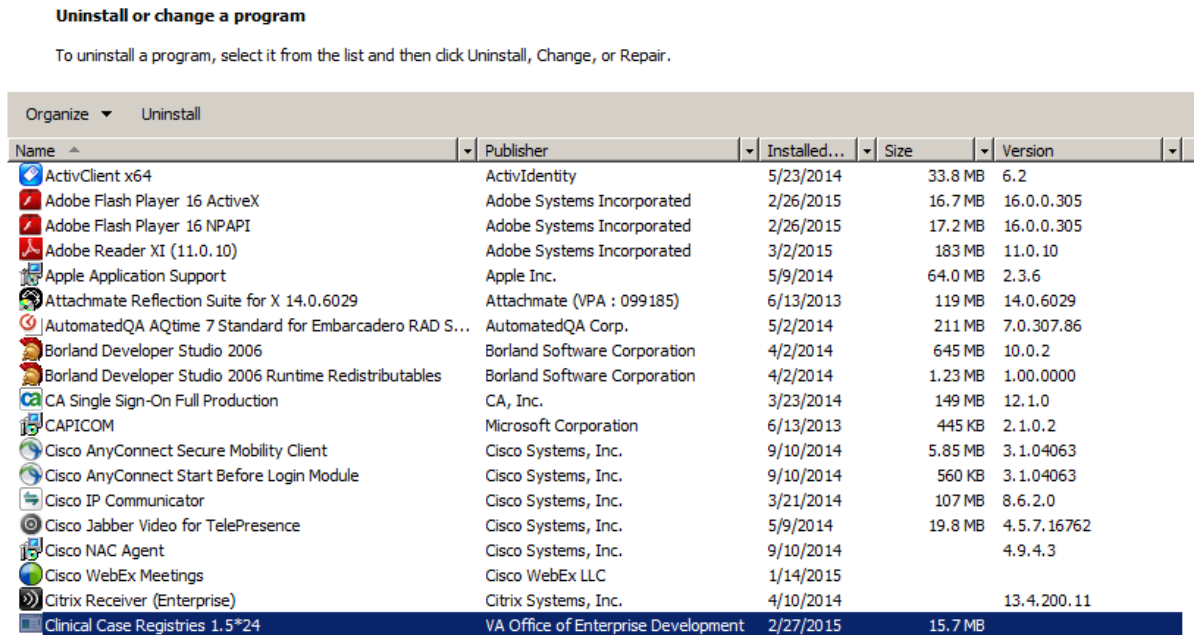 Uninstall or change a program
To uninstall a program, select it from the list and then click Uninstall, Change, or Repair.
Organize Uninstall
Name Publisher Installed... Size Version
ActivClient x64 ActivIdentity 5/23/2014 33.8 MB 6.2
Adobe Flash Player 16 ActiveX Adobe Systems Incorporated 2/26/2015 16.7 MB 16.0.0.305
Adobe Flash Player 16 NPAPI Adobe Systems Incorporated 2/26/2015 17.2 MB 16.0.0.305
Adobe Reader XI (11.0.10) Adobe Systems Incorporated 3/2/2015 183 MB 11.0.10
Apple Application Support Apple Inc. 5/9/2014 64.0 MB 2.3.6
Attachmate Reflection Suite for X 14.0.6029 Attachmate (VPA : 099185) 6/13/2013 119 MB 14.0.6029
AutomatedQA AQtime 7 Standard for Embarcadero RAD S... AutomatedQA Corp. 5/2/2014 211 MB 7.0.307.86
Borland Developer Studio 2006 Borland Software Corporation 4/2/2014 645 MB 10.0.2
Borland Developer Studio 2006 Runtime Redistributables Borland Software Corporation 4/2/2014 1.23 MB 1.00.0000
CA CA Single Sign-On Full Production CA, Inc. 3/23/2014 149 MB 12.1.0
CAPICOM Microsoft Corporation 6/13/2013 445 KB 2.1.0.2
Cisco AnyConnect Secure Mobility Client Cisco Systems, Inc. 9/10/2014 5.85 MB 3.1.04063
Cisco AnyConnect Start Before Login Module Cisco Systems, Inc. 9/10/2014 560 KB 3.1.04063
Cisco IP Communicator Cisco Systems, Inc. 3/21/2014 107 MB 8.6.2.0
Cisco Jabber Video for TelePresence Cisco Systems, Inc. 5/9/2014 19.8 MB 4.5.7.16762
Cisco NAC Agent Cisco Systems, Inc. 9/10/2014 4.9.4.3
Cisco WebEx Meetings Cisco WebEx LLC 1/14/2015
Citrix Receiver (Enterprise) Citrix Systems, Inc. 4/10/2014 13.4.200.11
Clinical Case Registries 1.5*24 VA Office of Enterprise Development 2/27/2015 15.7 MB